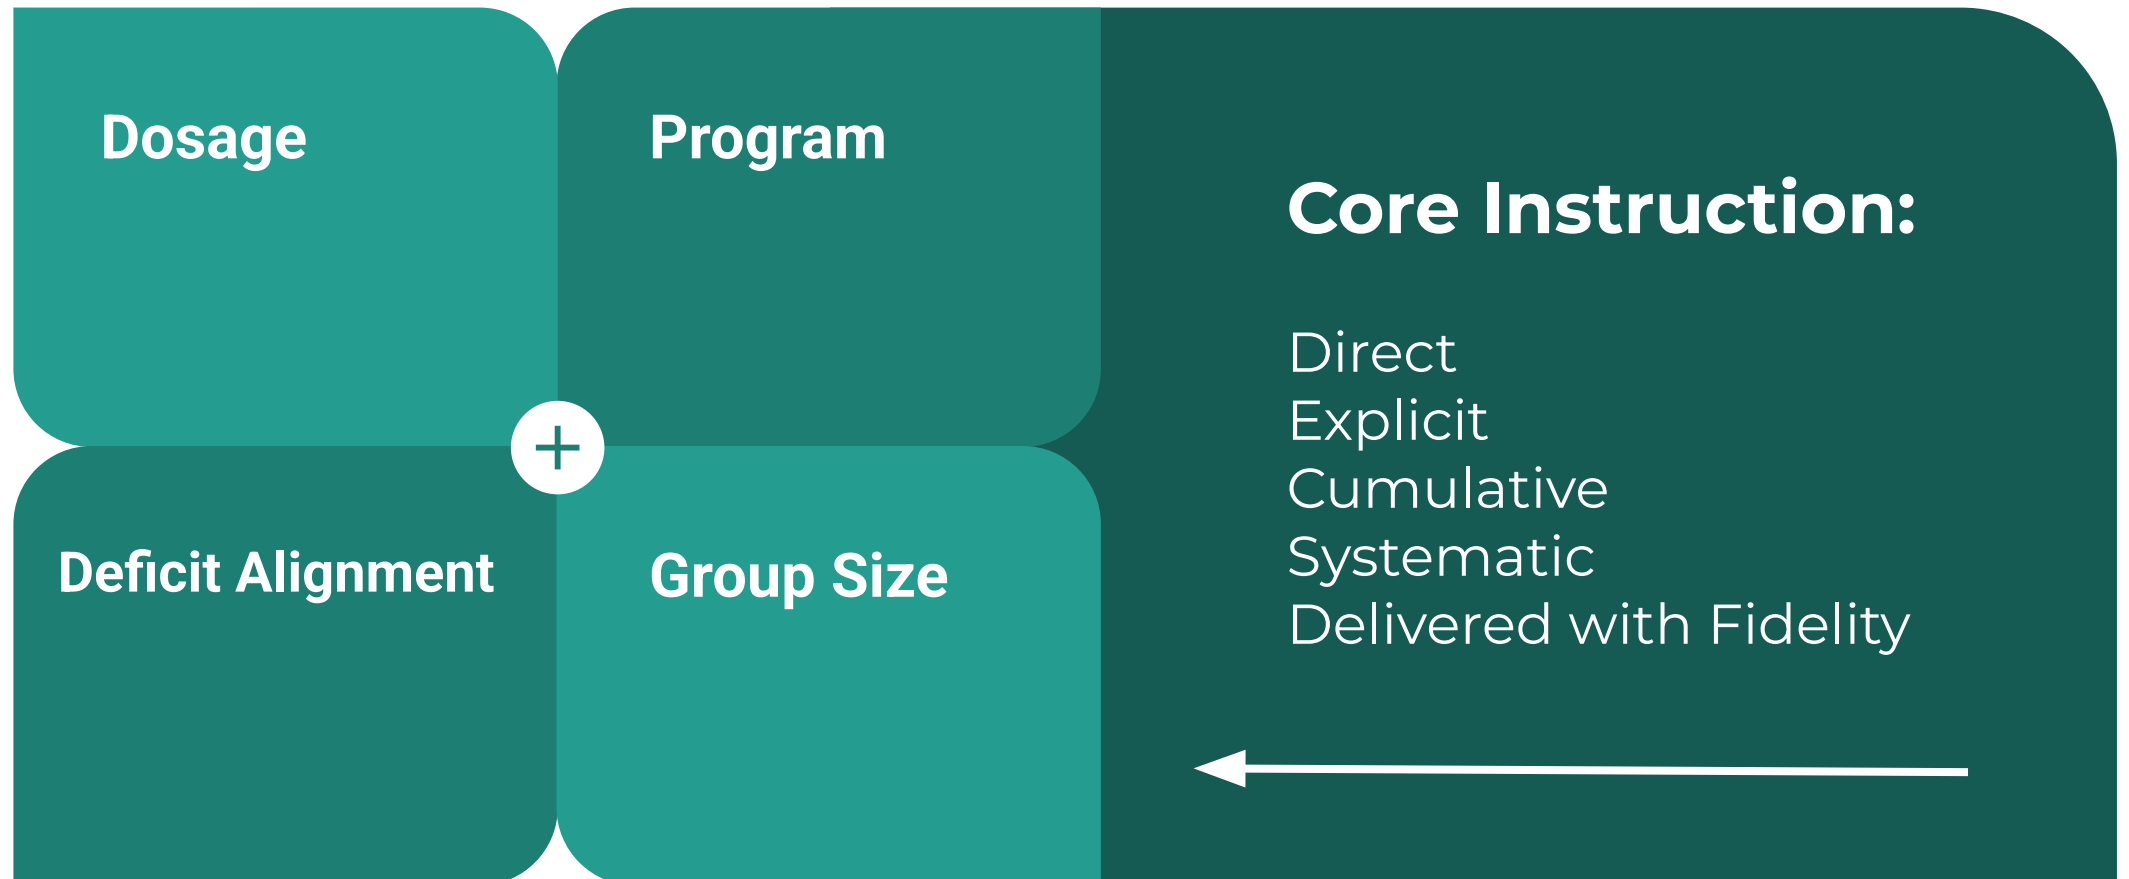 Dosage
Program
Deficit Alignment
Group Size
+
Core Instruction:
Direct
Explicit
Cumulative
Systematic
Delivered with Fidelity